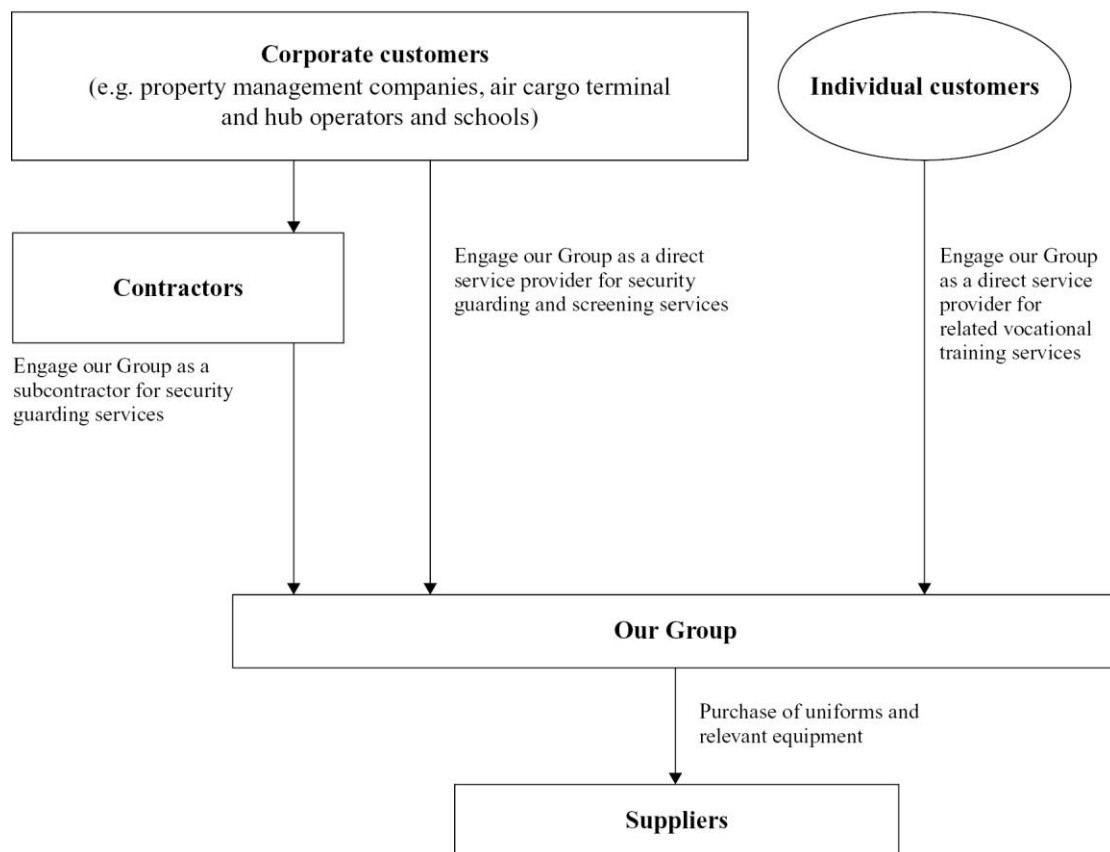 Corporate customers
(e.g. property management companies, air cargo terminal
and hub operators and schools)
Individual customers
Contractors
Engage our Group as a direct
service provider for security
guarding and screening services
Engage our Group
as a direct service
provider for
related vocational
training services
Engage our Group as a
subcontractor for security
guarding services
Our Group
Purchase of uniforms and
relevant equipment
Suppliers